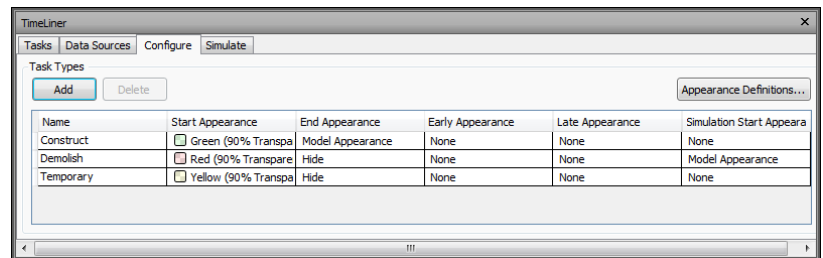 TimeLiner
Tasks Data Sources Configure Simulate
Task Types
Add Delete Appearance Definitions...
Name Start Appearance End Appearance Early Appearance Late Appearance Simulation Start Appeara
Construct Green (90% Transpa Model Appearance None None None
Demolish Red (90% Transpare Hide None None Model Appearance
Temporary Yellow (90% Transpa Hide None None None